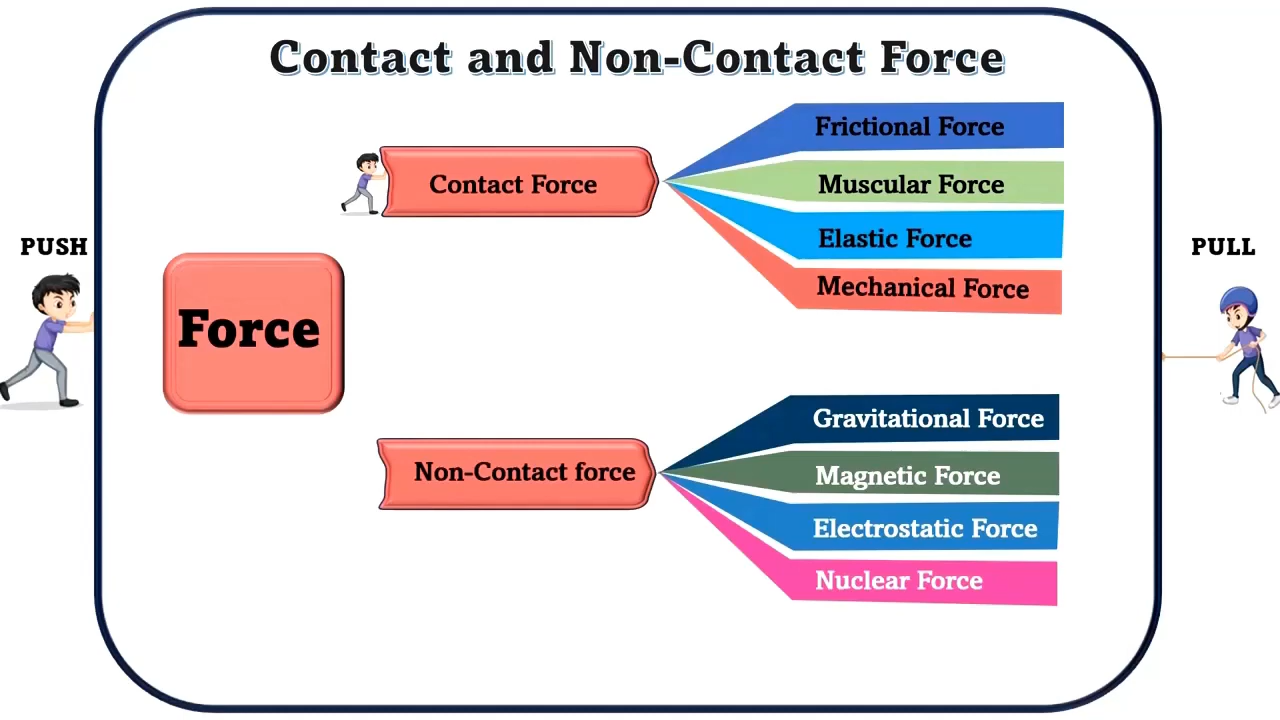 Contact and Non-Contact Force
Frictional Force
Contact Force
Muscular Force
Elastic Force
Mechanical Force
PUSH
PULL
Force
Gravitational Force
Non-Contact force
Magnetic Force
Electrostatic Force
Nuclear Force